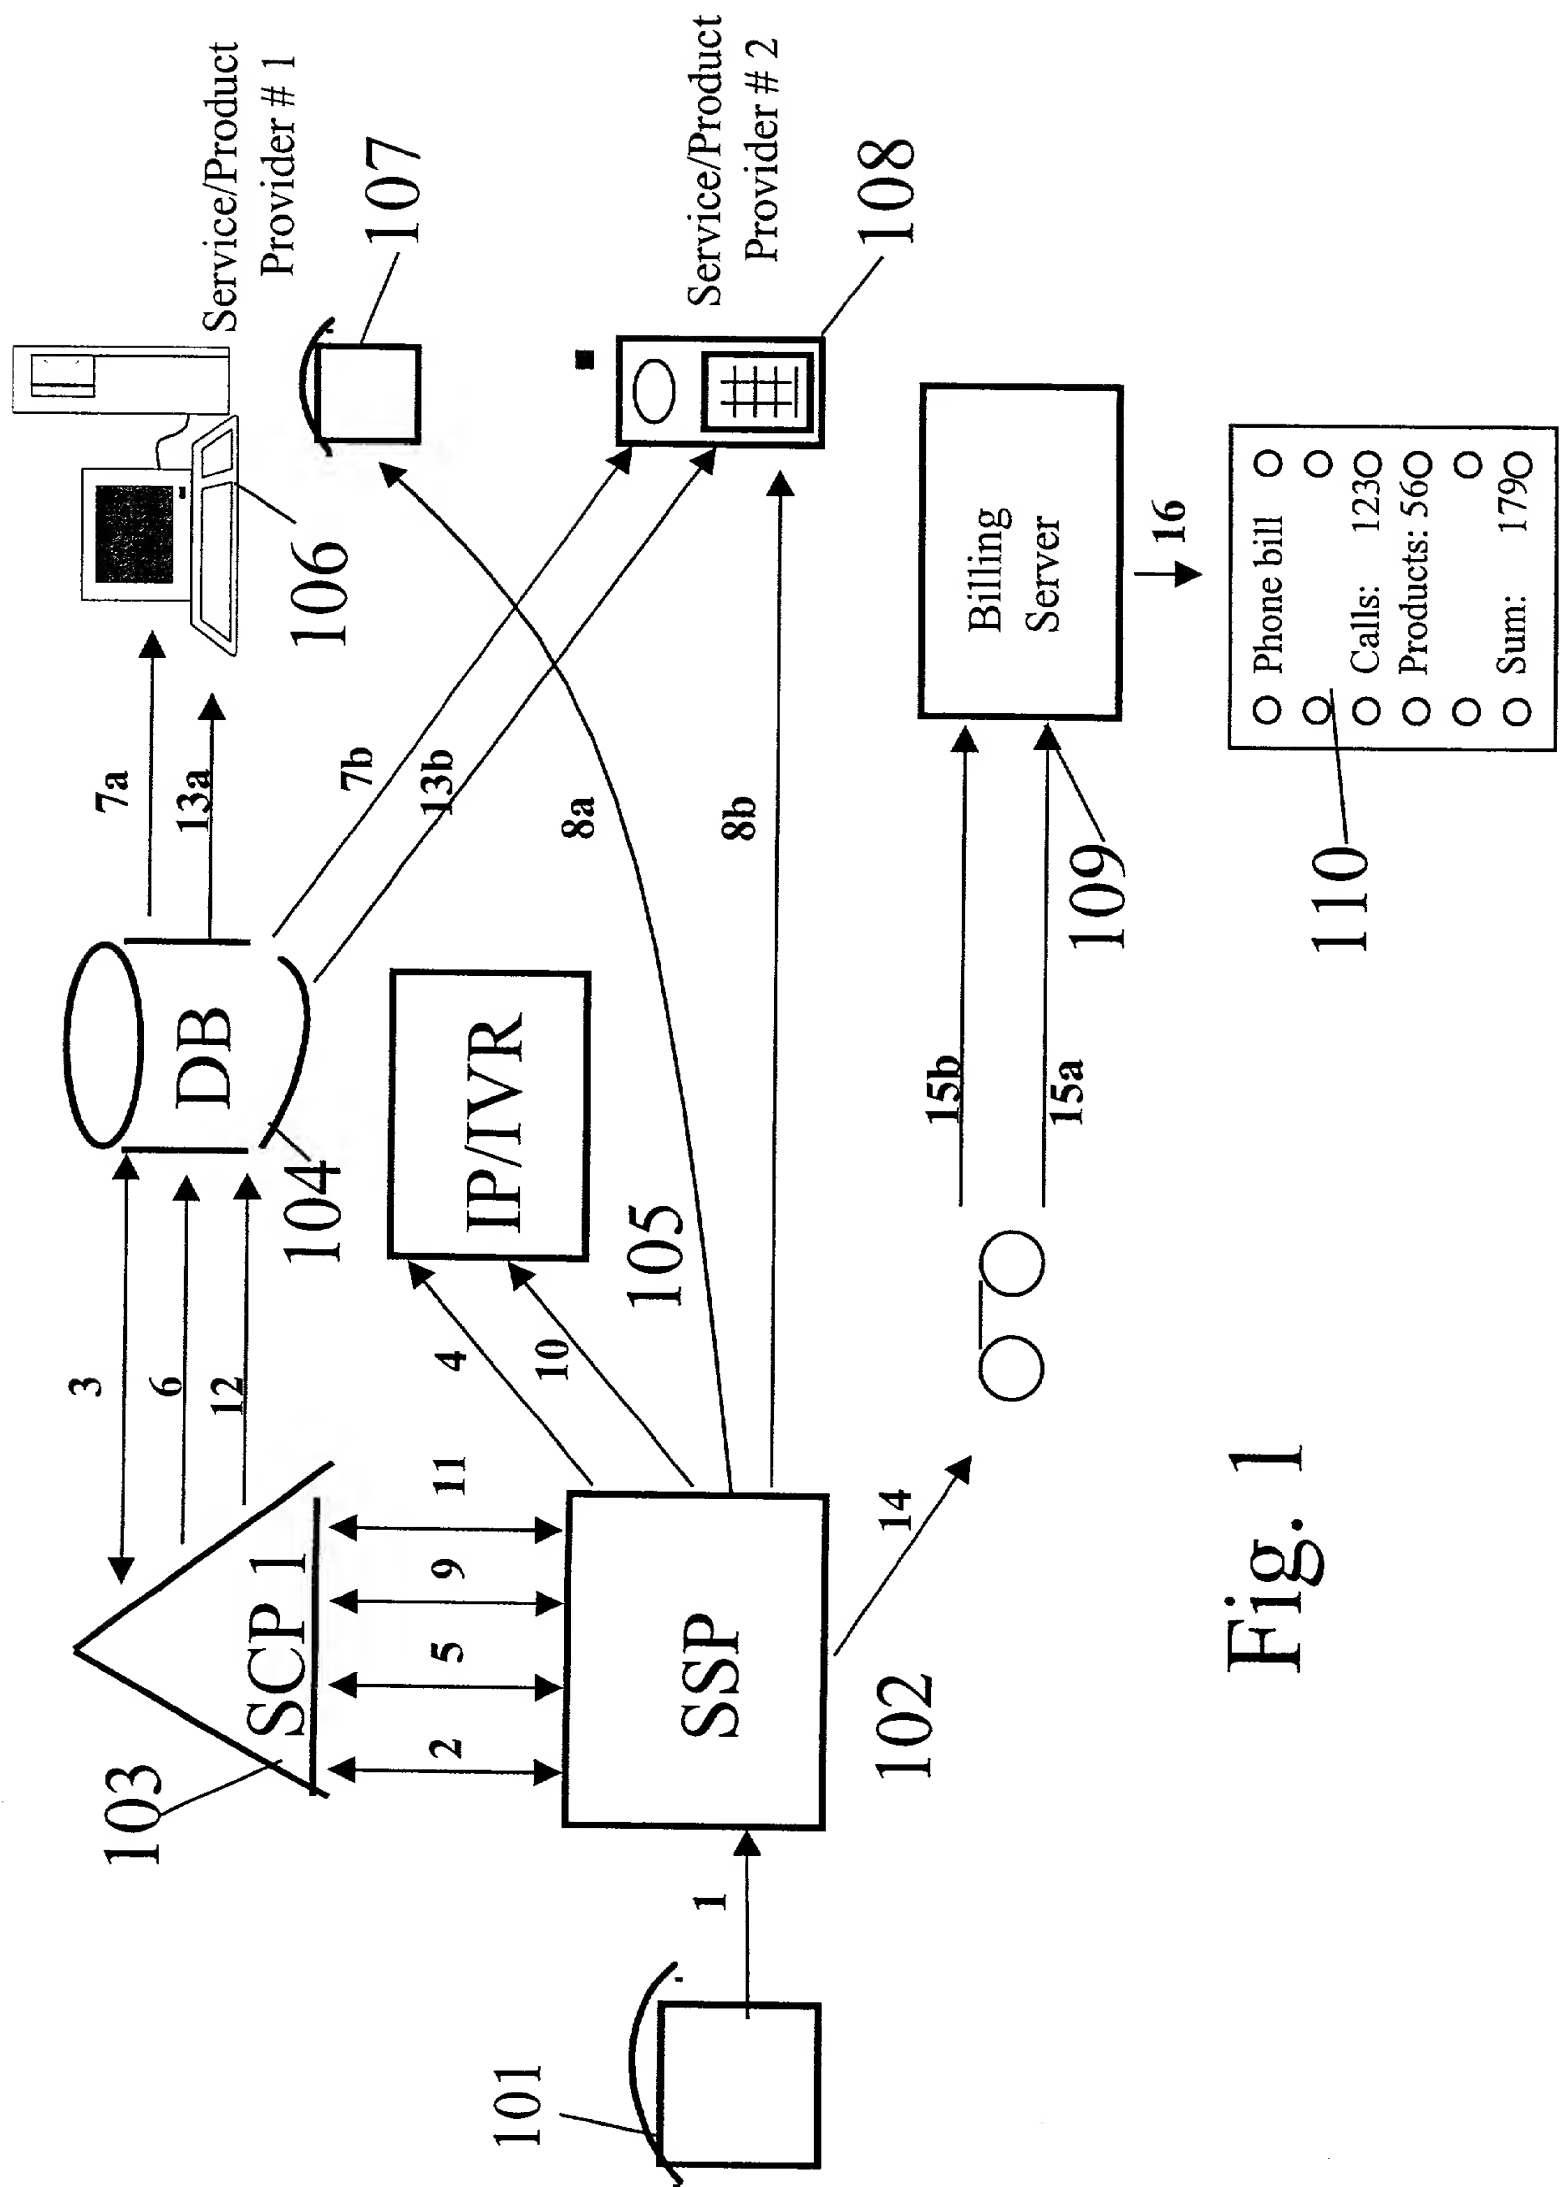 Service/Product
Provider # 1
7a
13a
106
107
3
6
12
DB
104
103
SCP 1
2
5
9
11
IP/IVR
105
4
10
7b
13b
8a
8b
Service/Product
Provider # 2
108
101
1
SSP
102
14
15b
15a
Billing
Server
109
16
Phone bill
Calls: 123
Products: 56
Sum: 179
110
Fig. 1